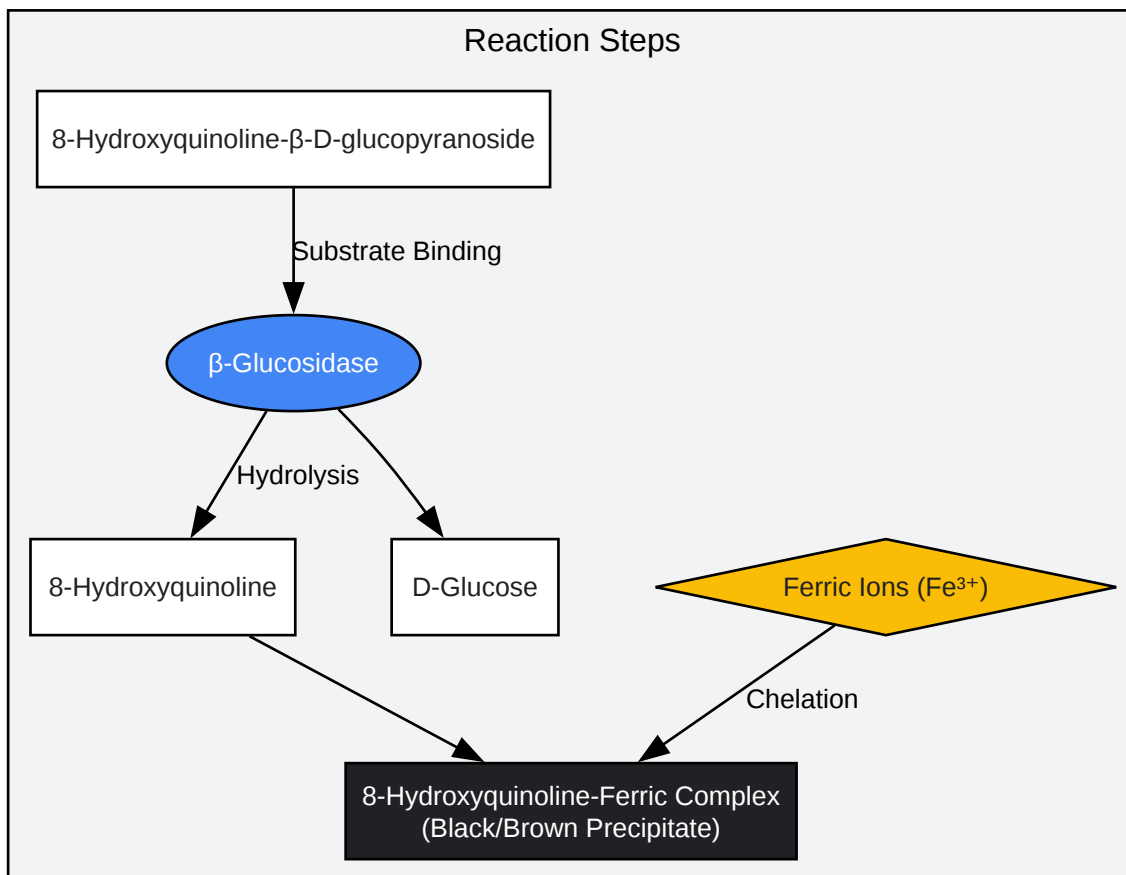 Reaction Steps
8-Hydroxyquinoline-β-D-glucopyranoside
Substrate Binding
β-Glucosidase
Hydrolysis
8-Hydroxyquinoline
D-Glucose
Ferric Ions (Fe³⁺)
Chelation
8-Hydroxyquinoline-Ferric Complex
(Black/Brown Precipitate)